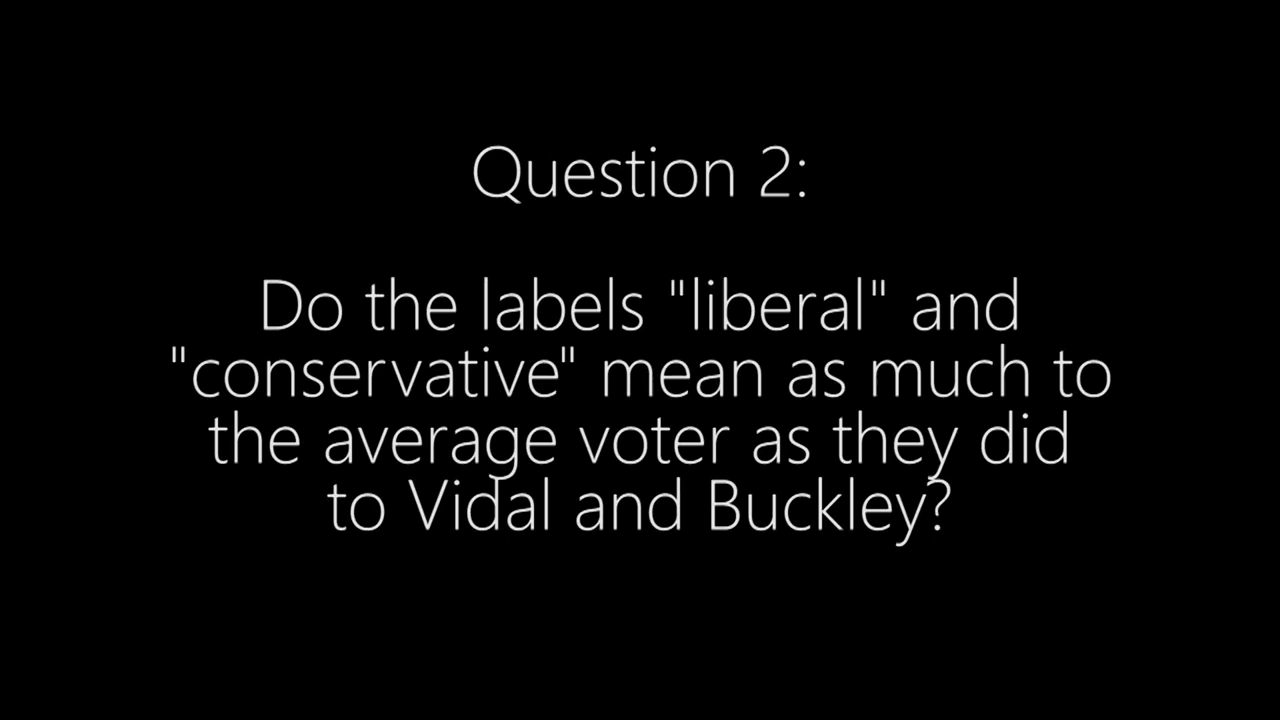 Question 2:
Do the labels "liberal" and
"conservative" mean as much to
the average voter as they did
to Vidal and Buckley?